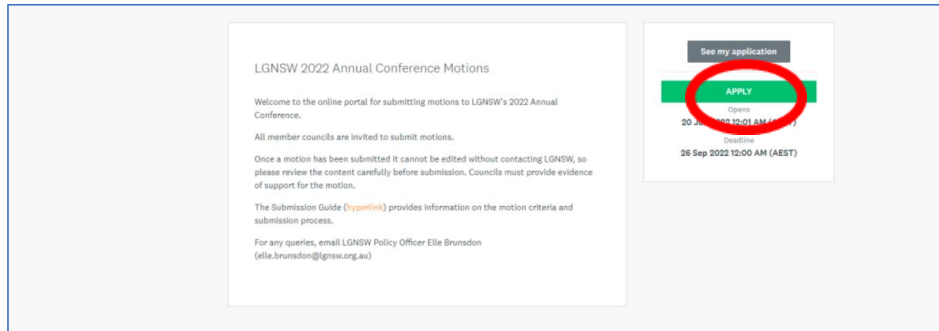 LGNSW 2022 Annual Conference Motions
Welcome to the online portal for submitting motions to LGNSW's 2022 Annual
Conference.
All member councils are invited to submit motions.
Once a motion has been submitted it cannot be edited without contacting LGNSW, so
please review the content carefully before submission. Councils must provide evidence
of support for the motion.
The Submission Guide (hyperlink) provides information on the motion criteria and
submission process.
For any queries, email LGNSW Policy Officer Elle Brunsdon
(elle.brunsdon@lgnsw.org.au)
See my application
APPLY
Opens
20 2022 12:01 AM
Deadline
26 Sep 2022 12:00 AM (AEST)